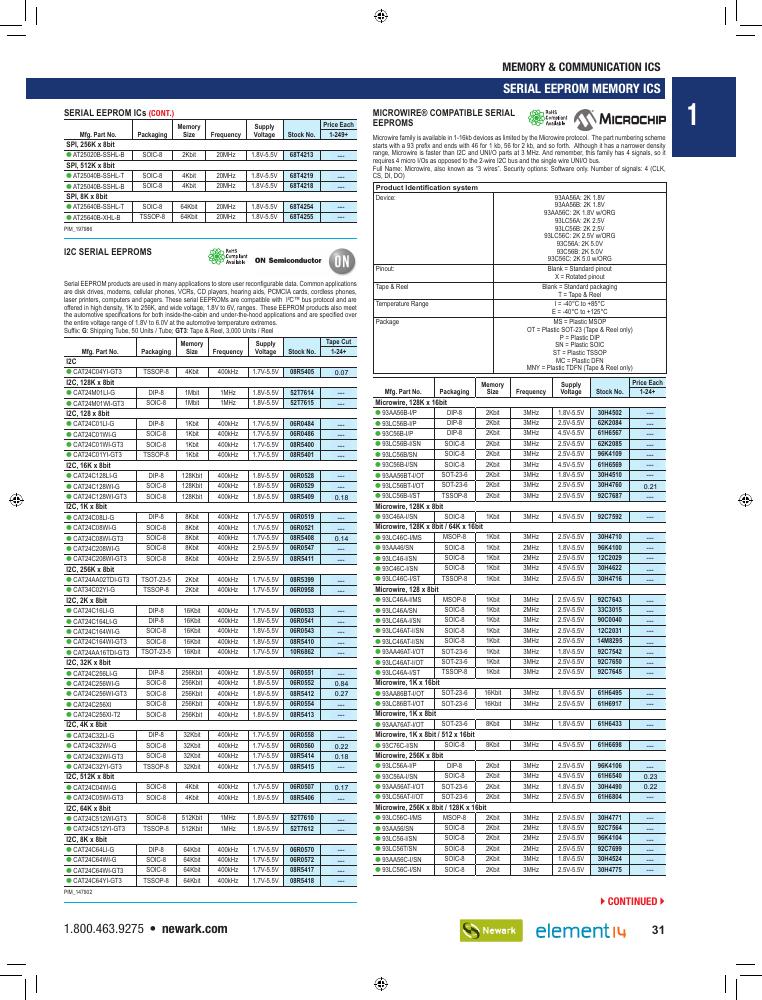 MEMORY & COMMUNICATION ICS
SERIAL EEPROM MEMORY ICS
1
SERIAL EEPROM ICs (CONT.)
Mfg. Part No. Packaging Memory Size Frequency Supply Voltage Stock No. Price Each 1-249+
SPI, 256K x 8bit
AT25020B-SSHL-B SOIC-8 2Kbit 20MHz 1.8V-5.5V 68T4213 —
SPI, 512K x 8bit
AT25040B-SSHL-T SOIC-8 4Kbit 20MHz 1.8V-5.5V 68T4219 —
AT25040B-SSHL-B SOIC-8 4Kbit 20MHz 1.8V-5.5V 68T4218 —
SPI, 8K x 8bit
AT25640B-SSHL-T SOIC-8 64Kbit 20MHz 1.8V-5.5V 68T4254 —
AT25640B-XHL-B TSSOP-8 64Kbit 20MHz 1.8V-5.5V 68T4255 —
PIM_197986
I2C SERIAL EEPROMS
RoHS Compliant Available
ON Semiconductor ON
Serial EEPROM products are used in many applications to store user reconfigurable data. Common applications
are disk drives, modems, cellular phones, VCRs, CD players, hearing aids, PCMCIA cards, cordless phones,
laser printers, computers and pagers. These serial EEPROMs are compatible with I²C™ bus protocol and are
offered in high density, 1K to 256K, and wide voltage, 1.8V to 6V, ranges. These EEPROM products also meet
the automotive specifications for both inside-the-cabin and under-the-hood applications and are specified over
the entire voltage range of 1.8V to 6.0V at the automotive temperature extremes.
Suffix G: Shipping Tube, 50 Units / Tube; GT3: Tape & Reel, 3,000 Units / Reel
Mfg. Part No. Packaging Memory Size Frequency Supply Voltage Stock No. Tape Cut 1-24+
I2C
CAT24C04YI-GT3 TSSOP-8 4Kbit 400kHz 1.7V-5.5V 08R5405 0.07
I2C, 128K x 8bit
CAT24M01LI-G DIP-8 1Mbit 1MHz 1.8V-5.5V 52T7614 —
CAT24M01WI-GT3 SOIC-8 1Mbit 1MHz 1.8V-5.5V 52T7615 —
I2C, 128 x 8bit
CAT24C01LI-G DIP-8 1Kbit 400kHz 1.7V-5.5V 06R0484 —
CAT24C01WI-G SOIC-8 1Kbit 400kHz 1.7V-5.5V 06R0486 —
CAT24C01WI-GT3 SOIC-8 1Kbit 400kHz 1.7V-5.5V 08R5400 —
CAT24C01YI-GT3 TSSOP-8 1Kbit 400kHz 1.7V-5.5V 08R5401 —
I2C, 16K x 8bit
CAT24C128LI-G DIP-8 128Kbit 400kHz 1.8V-5.5V 06R0528 —
CAT24C128WI-G SOIC-8 128Kbit 400kHz 1.8V-5.5V 06R0529 —
CAT24C128WI-GT3 SOIC-8 128Kbit 400kHz 1.8V-5.5V 08R5409 0.18
I2C, 1K x 8bit
CAT24C08LI-G DIP-8 8Kbit 400kHz 1.7V-5.5V 06R0519 —
CAT24C08WI-G SOIC-8 8Kbit 400kHz 1.7V-5.5V 06R0521 —
CAT24C08WI-GT3 SOIC-8 8Kbit 400kHz 1.7V-5.5V 08R5408 0.14
CAT24C208WI-G SOIC-8 8Kbit 400kHz 2.5V-5.5V 06R0547 —
CAT24C208WI-GT3 SOIC-8 8Kbit 400kHz 2.5V-5.5V 08R5411 —
I2C, 256K x 8bit
CAT24AA02TDI-GT3 TSOT-23-5 2Kbit 400kHz 1.7V-5.5V 08R5399 —
CAT34C02YI-G TSSOP-8 2Kbit 400kHz 1.7V-5.5V 06R0958 —
I2C, 2K x 8bit
CAT24C16LI-G DIP-8 16Kbit 400kHz 1.7V-5.5V 06R0533 —
CAT24C164LI-G DIP-8 16Kbit 400kHz 1.7V-5.5V 06R0541 —
CAT24C164WI-G SOIC-8 16Kbit 400kHz 1.7V-5.5V 06R0543 —
CAT24C164WI-GT3 SOIC-8 16Kbit 400kHz 1.7V-5.5V 08R5410 —
CAT24AA16TDI-GT3 TSOT-23-5 16Kbit 400kHz 1.7V-5.5V 10R6862 —
I2C, 32K x 8bit
CAT24C256LI-G DIP-8 256Kbit 400kHz 1.8V-5.5V 06R0551 —
CAT24C256WI-G SOIC-8 256Kbit 400kHz 1.8V-5.5V 06R0552 0.84
CAT24C256WI-GT3 SOIC-8 256Kbit 400kHz 1.8V-5.5V 08R5412 0.27
CAT24C256XI SOIC-8 256Kbit 400kHz 1.8V-5.5V 06R0554 —
CAT24C256XI-T2 SOIC-8 256Kbit 400kHz 1.8V-5.5V 08R5413 —
I2C, 4K x 8bit
CAT24C32LI-G DIP-8 32Kbit 400kHz 1.7V-5.5V 06R0558 —
CAT24C32WI-G SOIC-8 32Kbit 400kHz 1.7V-5.5V 06R0560 0.22
CAT24C32WI-GT3 SOIC-8 32Kbit 400kHz 1.7V-5.5V 08R5414 0.18
CAT24C32YI-GT3 TSSOP-8 32Kbit 400kHz 1.7V-5.5V 08R5415 —
I2C, 512K x 8bit
CAT24C04WI-G SOIC-8 4Kbit 400kHz 1.7V-5.5V 06R0507 0.17
CAT24C05WI-GT3 SOIC-8 4Kbit 400kHz 1.7V-5.5V 08R5406 —
I2C, 64K x 8bit
CAT24C512WI-GT3 SOIC-8 512Kbit 1MHz 1.8V-5.5V 52T7610 —
CAT24C512YI-GT3 TSSOP-8 512Kbit 1MHz 1.8V-5.5V 52T7612 —
I2C, 8K x 8bit
CAT24C64LI-G DIP-8 64Kbit 400kHz 1.7V-5.5V 06R0570 —
CAT24C64WI-G SOIC-8 64Kbit 400kHz 1.7V-5.5V 06R0572 —
CAT24C64WI-GT3 SOIC-8 64Kbit 400kHz 1.7V-5.5V 08R5417 —
CAT24C64YI-GT3 TSSOP-8 64Kbit 400kHz 1.7V-5.5V 08R5418 —
PIM_147902
MICROWIRE® COMPATIBLE SERIAL
EEPROMS
RoHS Compliant Available
MICROCHIP
Microwire family is available in 1-16kb devices as limited by the Microwire protocol. The part numbering scheme
starts with a 93 prefix and ends with 46 for 1 kb, 56 for 2 kb, and so forth. Although it has a narrower density
range, Microwire is faster than I2C and UNI/O parts at 3 MHz. And remember, this family has 4 signals, so it
requires 4 micro I/Os as opposed to the 2-wire I2C bus and the single wire UNI/O bus.
Full Name: Microwire, also known as “3 wires”. Security options: Software only. Number of signals: 4 (CLK,
CS, DI, DO)
Product Identification system
Device: 93AA56A: 2K 1.8V
93AA56B: 2K 1.8V
93AA56C: 2K 1.8V w/ORG
93LC56A: 2K 2.5V
93LC56B: 2K 2.5V
93LC56C: 2K 2.5V w/ORG
93C56A: 2K 5.0V
93C56B: 2K 5.0V
93C56C: 2K 5.0 w/ORG
Pinout: Blank = Standard pinout
X = Rotated pinout
Tape & Reel Blank = Standard packaging
T = Tape & Reel
Temperature Range I = -40°C to +85°C
E = -40°C to +125°C
Package MS = Plastic MSOP
OT = Plastic SOT-23 (Tape & Reel only)
P = Plastic DIP
SN = Plastic SOIC
ST = Plastic TSSOP
MC = Plastic DFN
MNY = Plastic TDFN (Tape & Reel only)
Mfg. Part No. Packaging Memory Size Frequency Supply Voltage Stock No. Price Each 1-24+
Microwire, 128K x 16bit
93AA56B-I/P DIP-8 2Kbit 3MHz 1.8V-5.5V 30H4502 —
93LC56B-I/P DIP-8 2Kbit 3MHz 2.5V-5.5V 62K2084 —
93C56B-I/P DIP-8 2Kbit 3MHz 4.5V-5.5V 61H6567 —
93LC56B-I/SN SOIC-8 2Kbit 3MHz 2.5V-5.5V 62K2085 —
93LC56B/SN SOIC-8 2Kbit 3MHz 2.5V-5.5V 96K4109 —
93C56B-I/SN SOIC-8 2Kbit 3MHz 4.5V-5.5V 61H6569 —
93AA56BT-I/OT SOT-23-6 2Kbit 3MHz 1.8V-5.5V 30H4510 —
93LC56BT-I/OT SOT-23-6 2Kbit 3MHz 2.5V-5.5V 30H4760 0.21
93LC56B-I/ST TSSOP-8 2Kbit 3MHz 2.5V-5.5V 92C7687 —
Microwire, 128K x 8bit
93C46A-I/SN SOIC-8 1Kbit 3MHz 4.5V-5.5V 92C7592 —
Microwire, 128K x 8bit / 64K x 16bit
93LC46C-I/MS MSOP-8 1Kbit 3MHz 2.5V-5.5V 30H4710 —
93AA46/SN SOIC-8 1Kbit 2MHz 1.8V-5.5V 96K4100 —
93LC46-I/SN SOIC-8 1Kbit 2MHz 2.5V-5.5V 12C2029 —
93C46C-I/SN SOIC-8 1Kbit 3MHz 4.5V-5.5V 30H4622 —
93LC46C-I/ST TSSOP-8 1Kbit 3MHz 2.5V-5.5V 30H4716 —
Microwire, 128 x 8bit
93LC46A-I/MS MSOP-8 1Kbit 3MHz 2.5V-5.5V 92C7643 —
93LC46A/SN SOIC-8 1Kbit 2MHz 2.5V-5.5V 33C3015 —
93LC46A-I/SN SOIC-8 1Kbit 2MHz 2.5V-5.5V 90C0040 —
93LC46AT-I/SN SOIC-8 1Kbit 2MHz 2.5V-5.5V 12C2031 —
93LC46AT-I/SN SOIC-8 1Kbit 2MHz 2.5V-5.5V 14M8295 —
93AA46AT-I/OT SOT-23-6 1Kbit 3MHz 1.8V-5.5V 92C7542 —
93LC46AT-I/OT SOT-23-6 1Kbit 2MHz 2.5V-5.5V 92C7650 —
93LC46A-I/ST TSSOP-8 1Kbit 3MHz 2.5V-5.5V 92C7645 —
Microwire, 1K x 16bit
93AA86BT-I/OT SOT-23-6 16Kbit 3MHz 1.8V-5.5V 61H6495 —
93LC86BT-I/OT SOT-23-6 16Kbit 3MHz 2.5V-5.5V 61H6917 —
Microwire, 1K x 8bit
93AA76AT-I/OT SOT-23-6 8Kbit 3MHz 1.8V-5.5V 61H6433 —
Microwire, 1K x 8bit / 512 x 16bit
93C76C-I/SN SOIC-8 8Kbit 3MHz 4.5V-5.5V 61H6698 —
Microwire, 256K x 8bit
93LC56A-I/P DIP-8 2Kbit 3MHz 2.5V-5.5V 96K4106 —
93C56A-I/SN SOIC-8 2Kbit 3MHz 4.5V-5.5V 61H6540 0.23
93AA56AT-I/OT SOT-23-6 2Kbit 3MHz 1.8V-5.5V 30H4490 0.22
93LC56AT-I/OT SOT-23-6 2Kbit 3MHz 2.5V-5.5V 61H6804 —
Microwire, 256K x 8bit / 128K x 16bit
93LC56C-I/MS MSOP-8 2Kbit 3MHz 2.5V-5.5V 30H4771 —
93AA56/SN SOIC-8 2Kbit 2MHz 1.8V-5.5V 92C7564 —
93LC56-I/SN SOIC-8 2Kbit 2MHz 2.5V-5.5V 96K4104 —
93LC56T/SN SOIC-8 2Kbit 2MHz 2.5V-5.5V 92C7699 —
93AA56C-I/SN SOIC-8 2Kbit 3MHz 1.8V-5.5V 30H4524 —
93LC56C-I/SN SOIC-8 2Kbit 3MHz 2.5V-5.5V 30H4775 —
CONTINUED
1.800.463.9275 • newark.com
Newark
element14
31